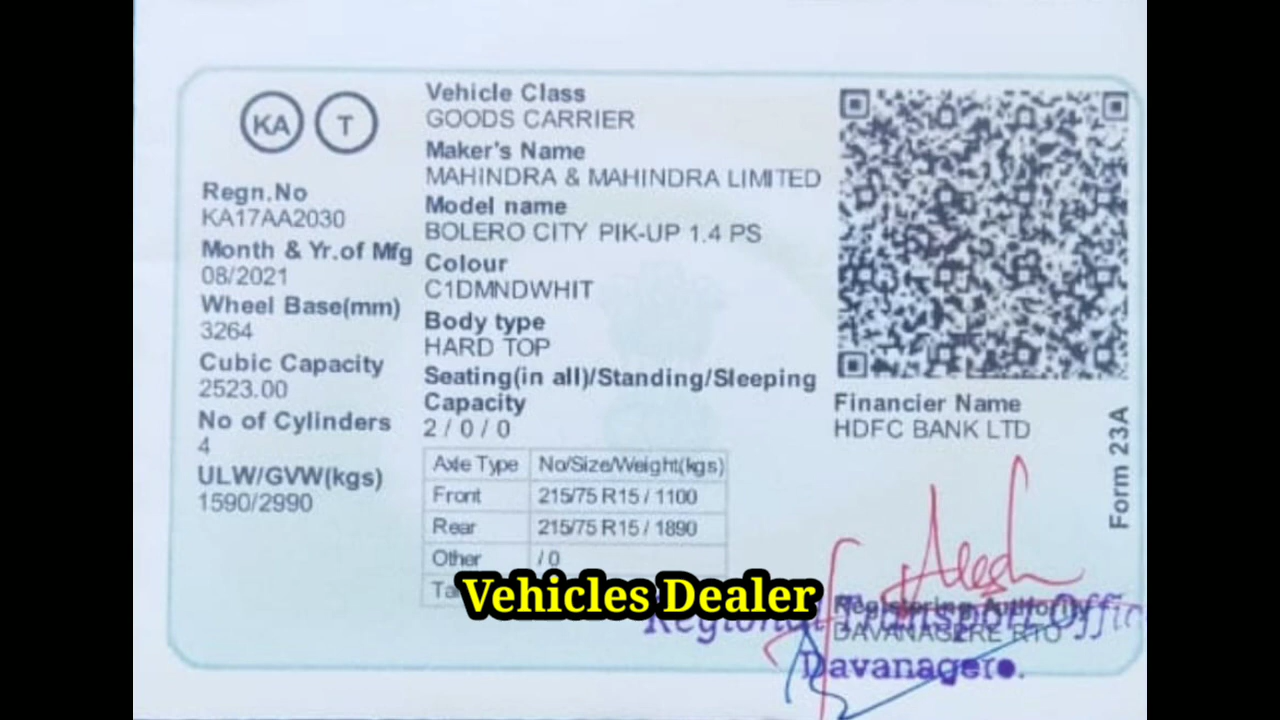 KA T
Regn.No
KA17AA2030
Month & Yr.of Mfg
08/2021
Wheel Base(mm)
3264
Cubic Capacity
2523.00
No of Cylinders
4
ULW/GVW(kgs)
1590/2990
Vehicle Class
GOODS CARRIER
Maker's Name
MAHINDRA & MAHINDRA LIMITED
Model name
BOLERO CITY PIK-UP 1.4 PS
Colour
C1DMNDWHIT
Body type
HARD TOP
Seating(in all)/Standing/Sleeping
Capacity
2 / 0 / 0
Axle Type No/Size/Weight(kgs)
Front 215/75 R15 / 1100
Rear 215/75 R15 / 1890
Other / 0
Financier Name
HDFC BANK LTD
Form 23A
Registering Authority
DAVANAGERE RTO
Regional Transport Office
Davanagere.
Vehicles Dealer